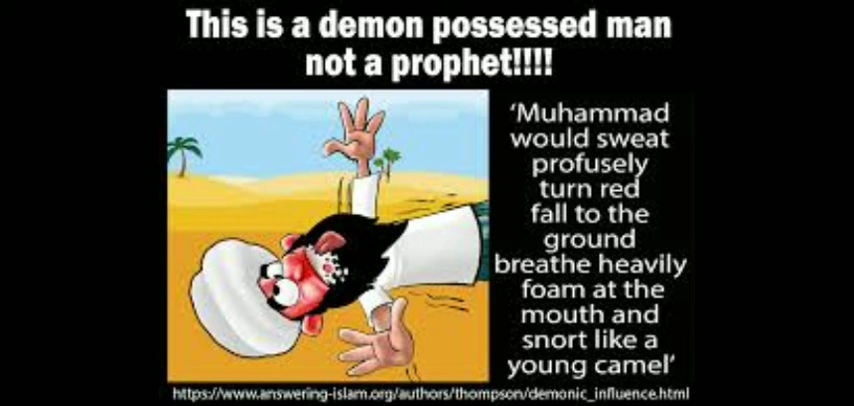 This is a demon possessed man
not a prophet!!!!
'Muhammad
would sweat
profusely
turn red
fall to the
ground
breathe heavily
foam at the
mouth and
snort like a
young camel'
https://www.answering-islam.org/authors/thompson/demonic_influence.html